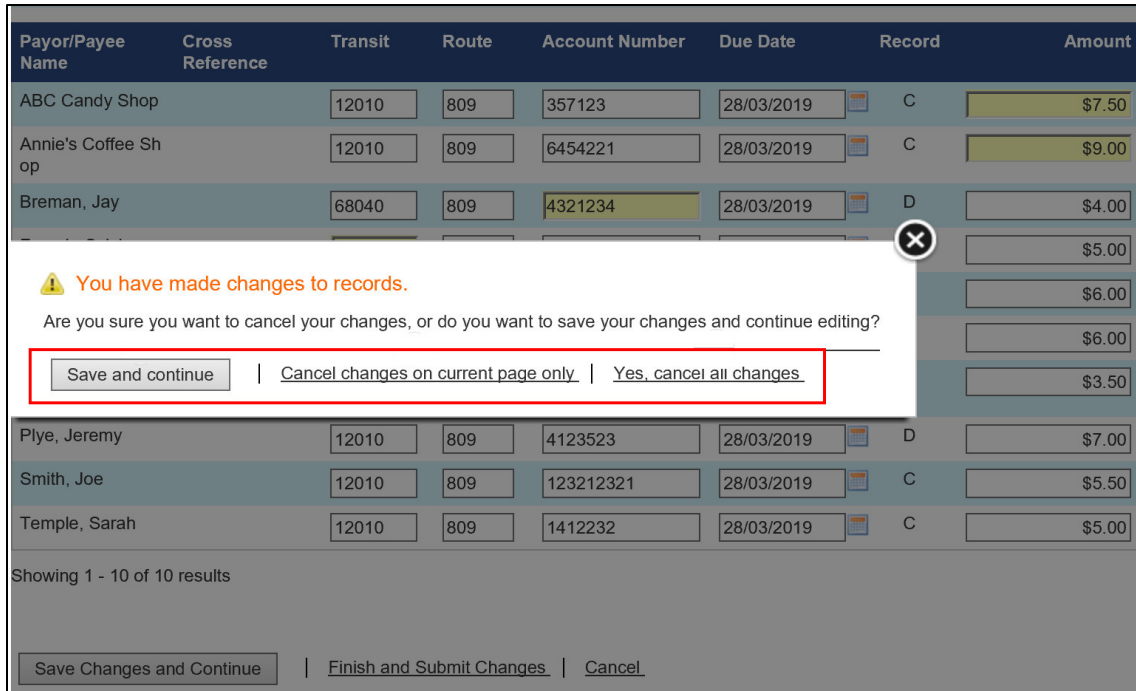 Payor/Payee Name Cross Reference Transit Route Account Number Due Date Record Amount
ABC Candy Shop 12010 809 357123 28/03/2019 C $7.50
Annie's Coffee Sh
op 12010 809 6454221 28/03/2019 C $9.00
Breman, Jay 68040 809 4321234 28/03/2019 D $4.00
$5.00
You have made changes to records.
$6.00
Are you sure you want to cancel your changes, or do you want to save your changes and continue editing?
$6.00
Save and continue | Cancel changes on current page only | Yes, cancel all changes
$3.50
Plye, Jeremy 12010 809 4123523 28/03/2019 D $7.00
Smith, Joe 12010 809 123212321 28/03/2019 C $5.50
Temple, Sarah 12010 809 1412232 28/03/2019 C $5.00
Showing 1 - 10 of 10 results
Save Changes and Continue | Finish and Submit Changes | Cancel